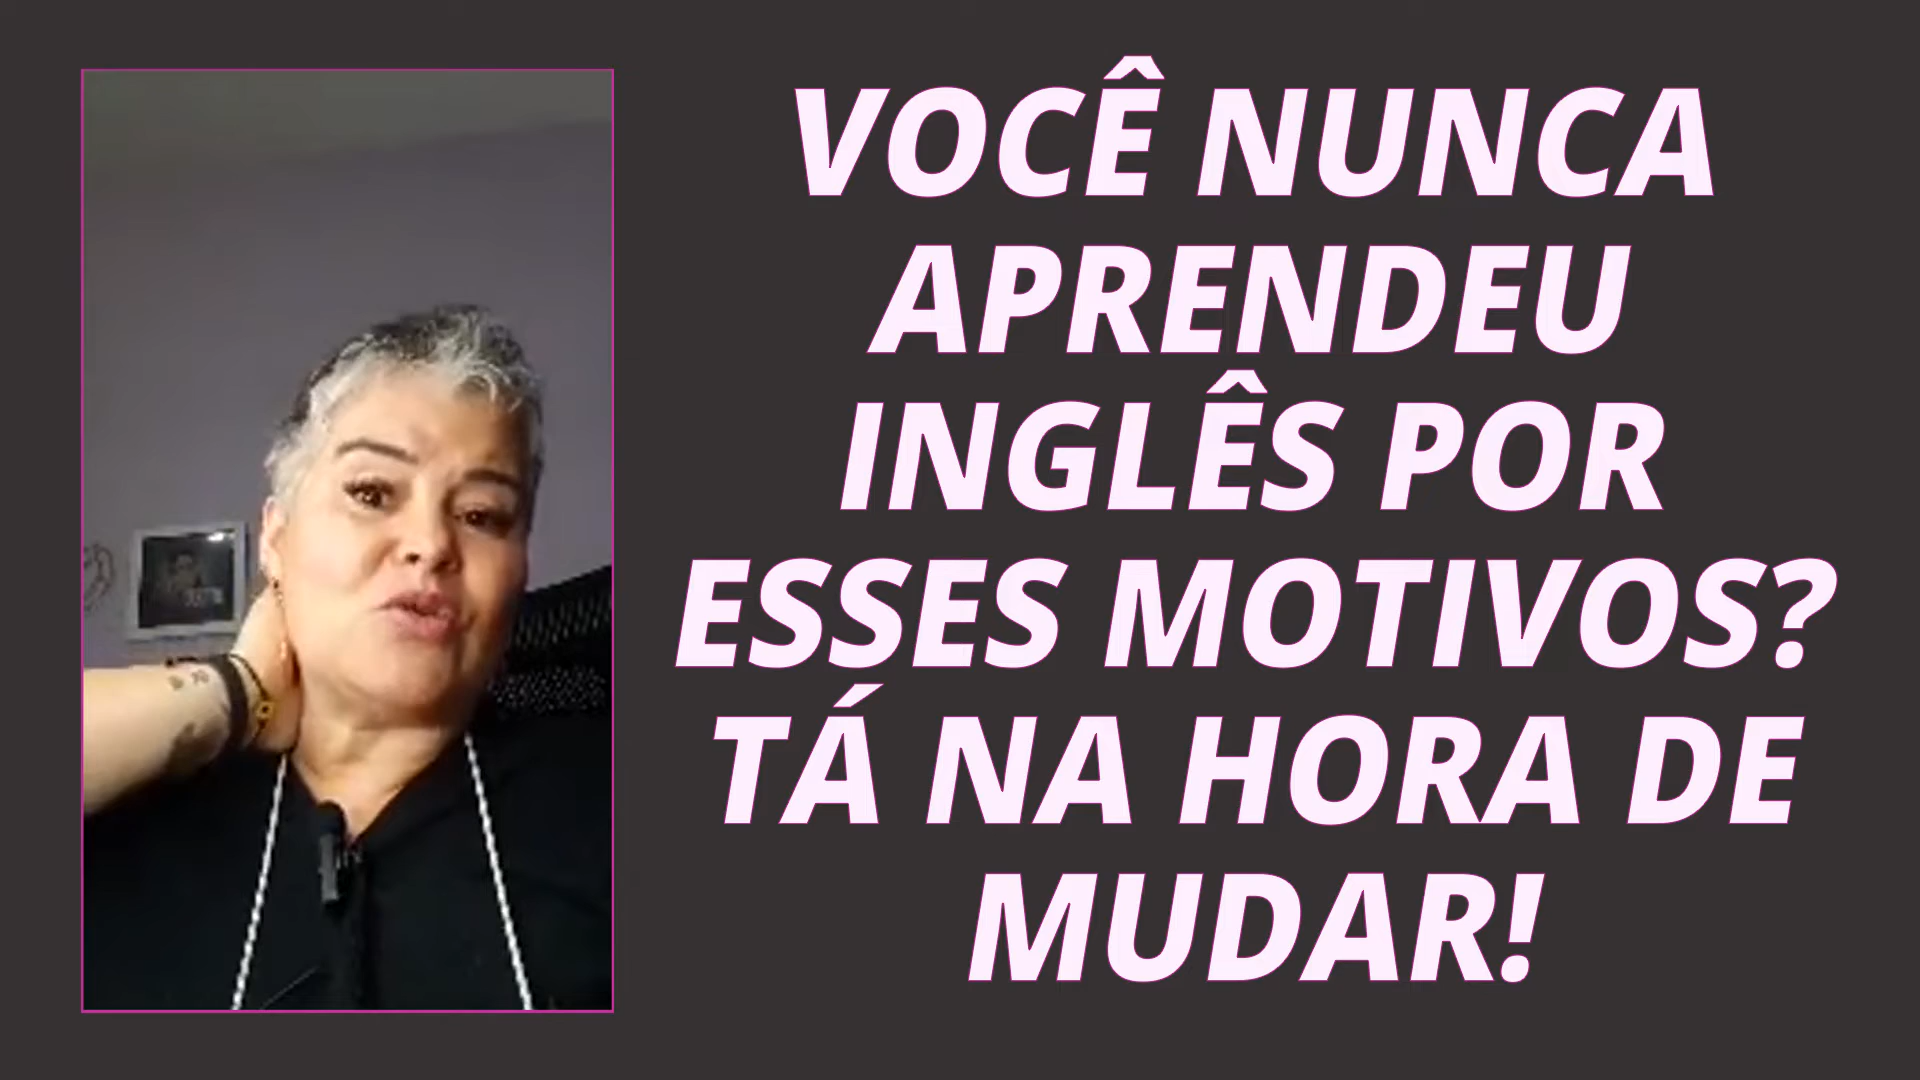 VOCÊ NUNCA
APRENDEU
INGLÊS POR
ESSES MOTIVOS?
TÁ NA HORA DE
MUDAR!